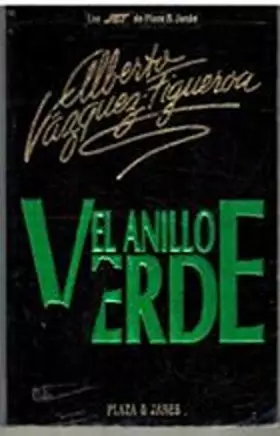 Los JET de Plaza & Janés
Alberto
Vázquez-Figueroa
EL ANILLO
VERDE
PLAZA & JANES